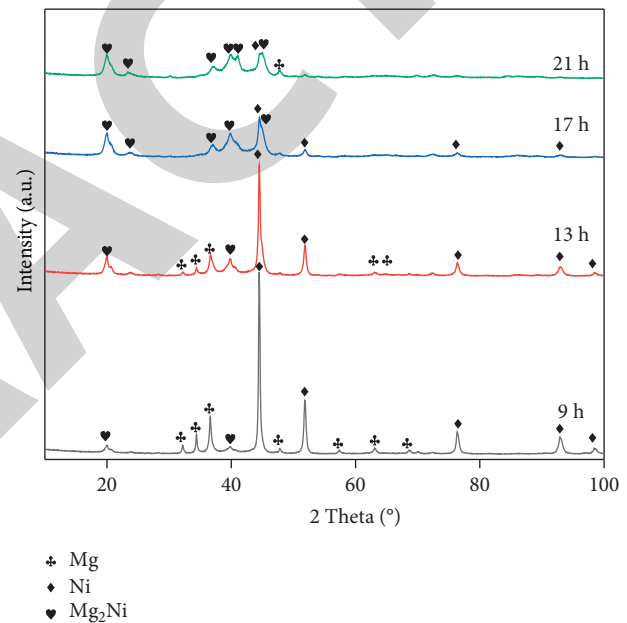 21 h
17 h
13 h
9 h
Intensity (a.u.)
20
40
60
80
100
2 Theta (°)
Mg
Ni
Mg₂Ni